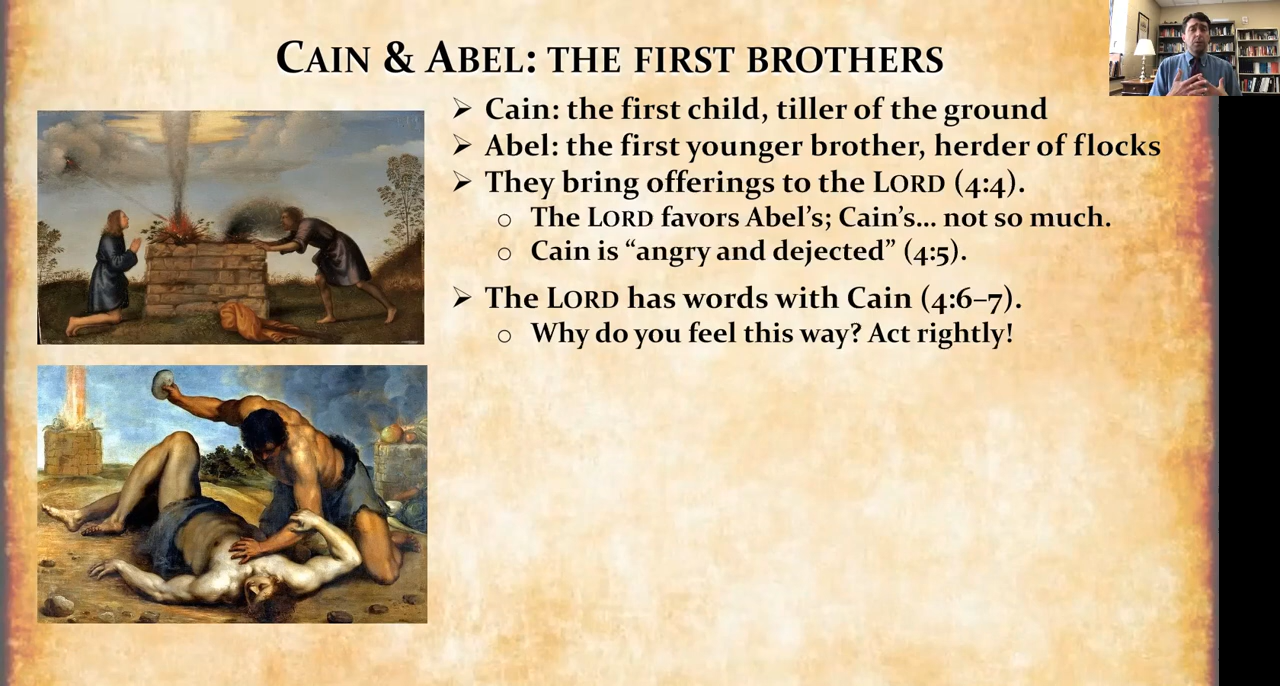 CAIN & ABEL: THE FIRST BROTHERS
➢ Cain: the first child, tiller of the ground
➢ Abel: the first younger brother, herder of flocks
➢ They bring offerings to the LORD (4:4).
○ The LORD favors Abel’s; Cain’s… not so much.
○ Cain is “angry and dejected” (4:5).
➢ The LORD has words with Cain (4:6–7).
○ Why do you feel this way? Act rightly!